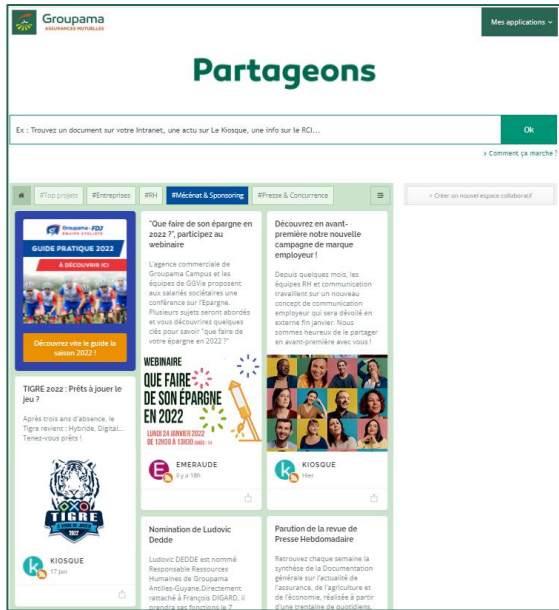 Groupama
ASSURANCES MUTUELLES
Mes applications
Partageons
Ex : Trouvez un document sur votre Intranet, une actu sur Le Kiosque, une info sur le RCI...
Ok
> Comment ça marche ?
#Top projets
#Entreprises
#RH
#Mécénat & Sponsoring
#Presse & Concurrence
+ Créer un nouvel espace collaboratif
Groupama - FDJ
ÉQUIPE CYCLISTE
GUIDE PRATIQUE 2022
À DÉCOUVRIR ICI
Découvrez vite le guide la
saison 2022 !
TIGRE 2022 : Prêts à jouer le
jeu ?
Après trois ans d'absence, le
Tigre revient : Hybride, Digital...
Tenez-vous prêts !
TIGRE
2022
KIOSQUE
17 Jan
"Que faire de son épargne en
2022 ?", participez au
webinaire
L'agence commerciale de
Groupama Campus et les
équipes de GGVie proposent
aux salariés sociétaires une
conférence sur l'Epargne.
Plusieurs sujets seront abordés
et vous découvrirez quelques
clés pour savoir "que faire de
votre épargne en 2022 ?"
WEBINAIRE
QUE FAIRE
DE SON ÉPARGNE
EN 2022
LUNDI 24 JANVIER 2022
DE 12H30 À 13H30
EMERAUDE
Il y a 18h
Nomination de Ludovic
Dedde
Ludovic DEDDE est nommé
Responsable Ressources
Humaines de Groupama
Antilles-Guyane.Directement
rattaché à François DIGARD, il
prendra ses fonctions le 7
Découvrez en avant-
première notre nouvelle
campagne de marque
employeur !
Depuis quelques mois, les
équipes RH et communication
travaillent sur un nouveau
concept de communication
employeur qui sera dévoilé en
externe fin janvier. Nous
sommes heureux de le partager
en avant-première avec vous !
KIOSQUE
Hier
Parution de la revue de
Presse Hebdomadaire
Retrouvez chaque semaine la
synthèse de la Documentation
générale sur l'actualité de
l'assurance, de l'agriculture et
de l'économie, réalisée à partir
d'une trentaine de quotidiens,